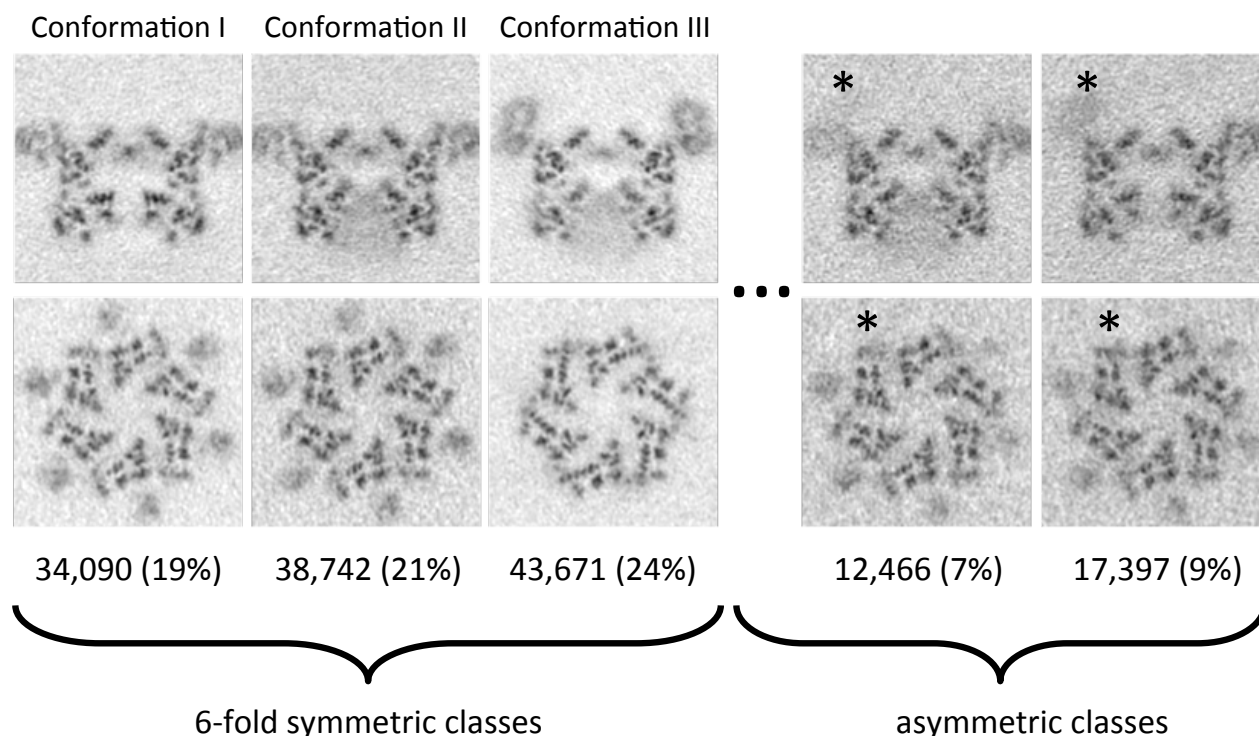 Conformation I Conformation II Conformation III
* *
...
* *
34,090 (19%) 38,742 (21%) 43,671 (24%) 12,466 (7%) 17,397 (9%)
6-fold symmetric classes asymmetric classes